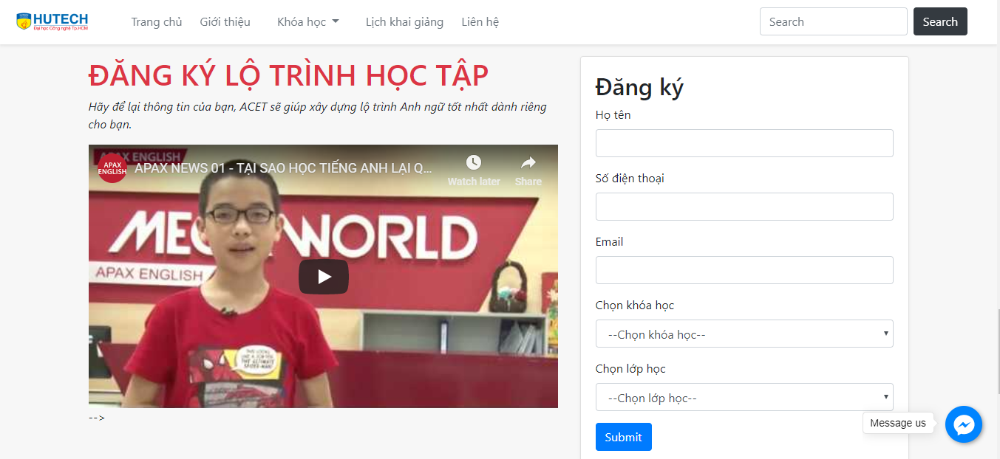 HUTECH
Đại học Công nghệ Tp.HCM
Trang chủ
Giới thiệu
Khóa học
Lịch khai giảng
Liên hệ
Search
Search
ĐĂNG KÝ LỘ TRÌNH HỌC TẬP
Hãy để lại thông tin của bạn, ACET sẽ giúp xây dựng lộ trình Anh ngữ tốt nhất dành riêng
cho bạn.
APAX ENGLISH
APAX
ENGLISH
APAX NEWS 01 - TẠI SAO HỌC TIẾNG ANH LẠI Q...
Watch later
Share
WORLD
APAX ENGLISH
-->
Đăng ký
Họ tên
Số điện thoại
Email
Chọn khóa học
--Chọn khóa học--
Chọn lớp học
--Chọn lớp học--
Submit
Message us